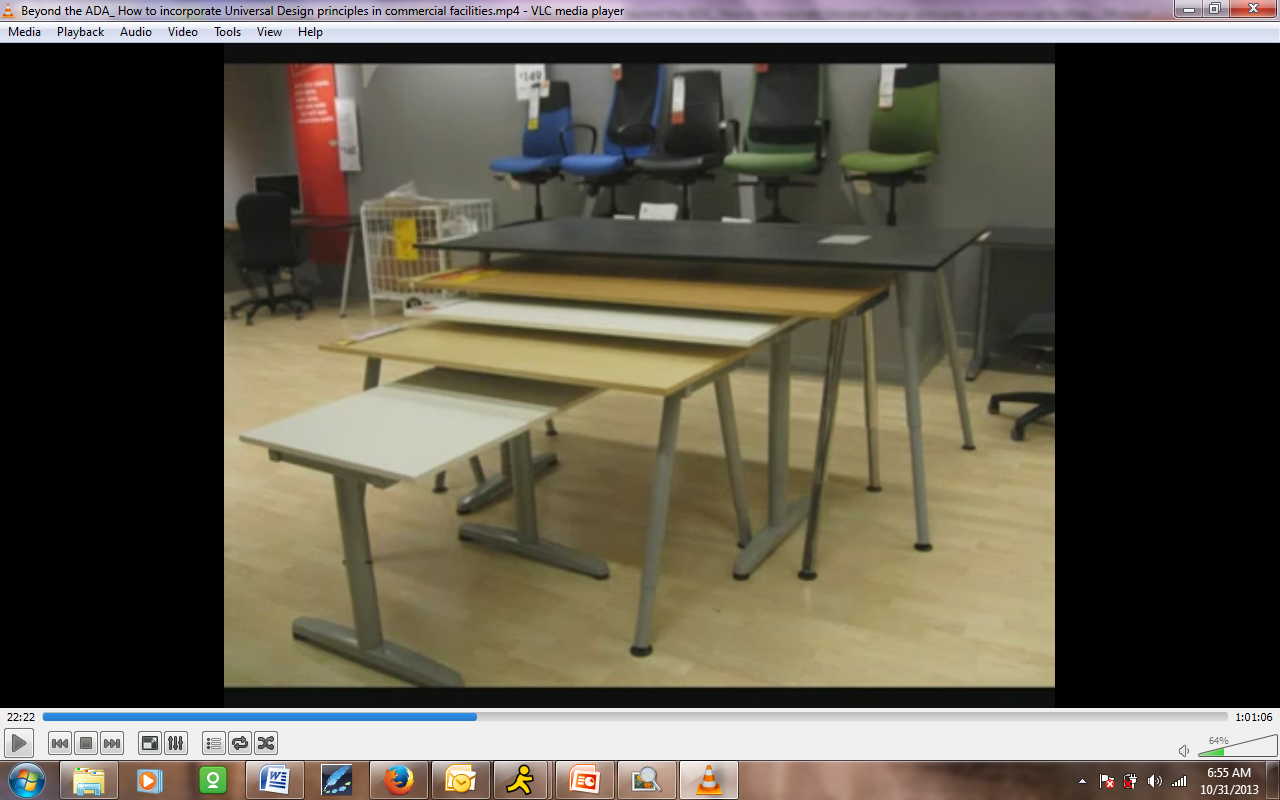 Beyond the ADA_ How to incorporate Universal Design principles in commercial facilities.mp4 - VLC media player
Media Playback Audio Video Tools View Help
149
22:22
1:01:06
64%
6:55 AM
10/31/2013